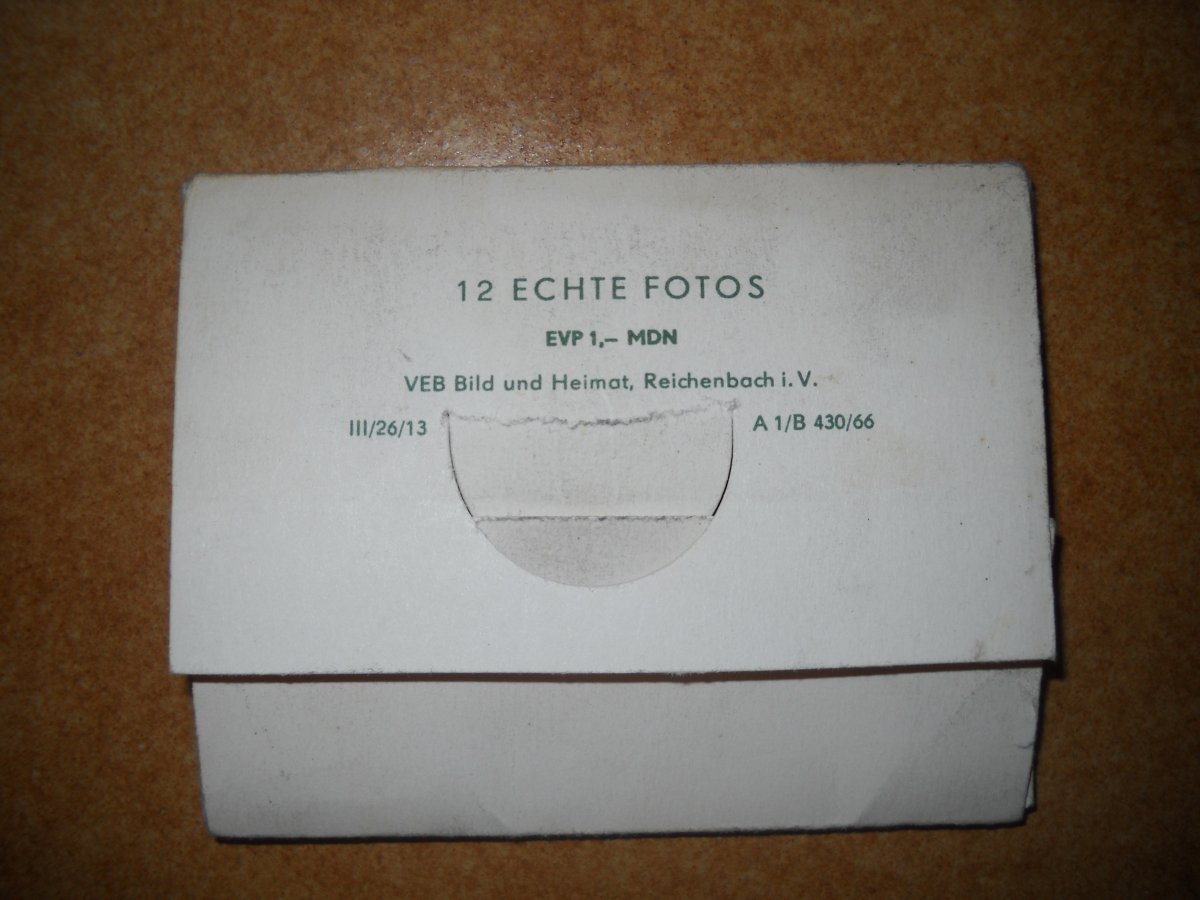 12 ECHTE FOTOS
EVP 1,– MDN
VEB Bild und Heimat, Reichenbach i. V.
III/26/13 A 1/B 430/66